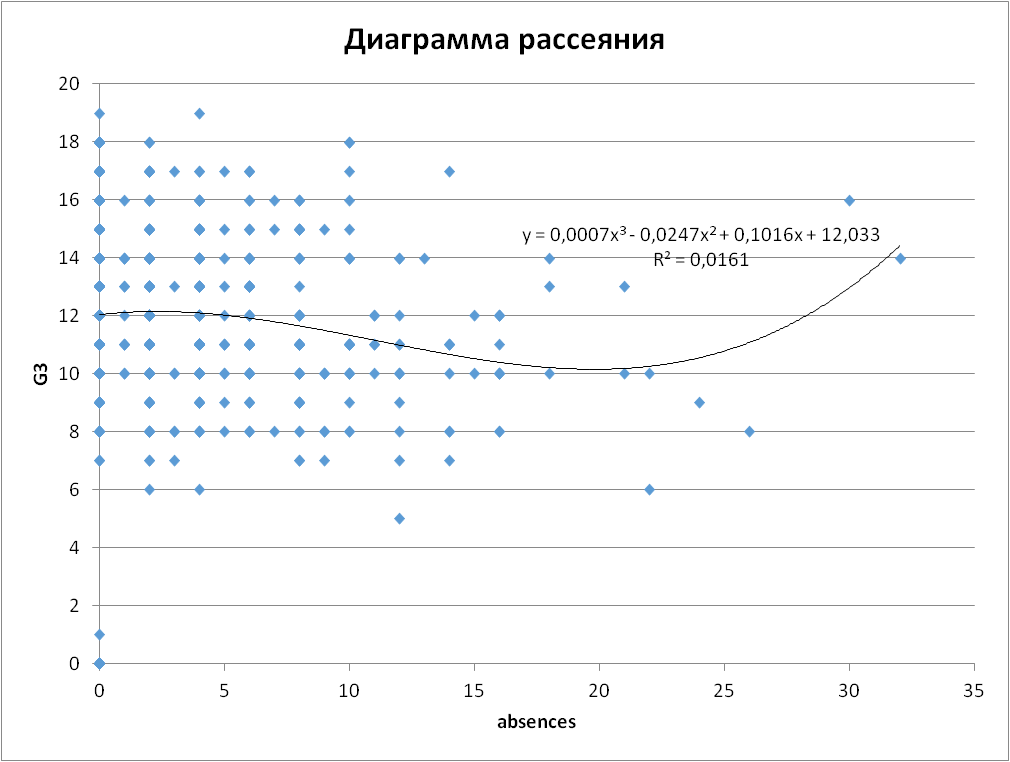 Диаграмма рассеяния
20
18
16
14
12
10
8
6
4
2
0
G3
y = 0,0007x³ - 0,0247x² + 0,1016x + 12,033
R² = 0,0161
0 5 10 15 20 25 30 35
absences